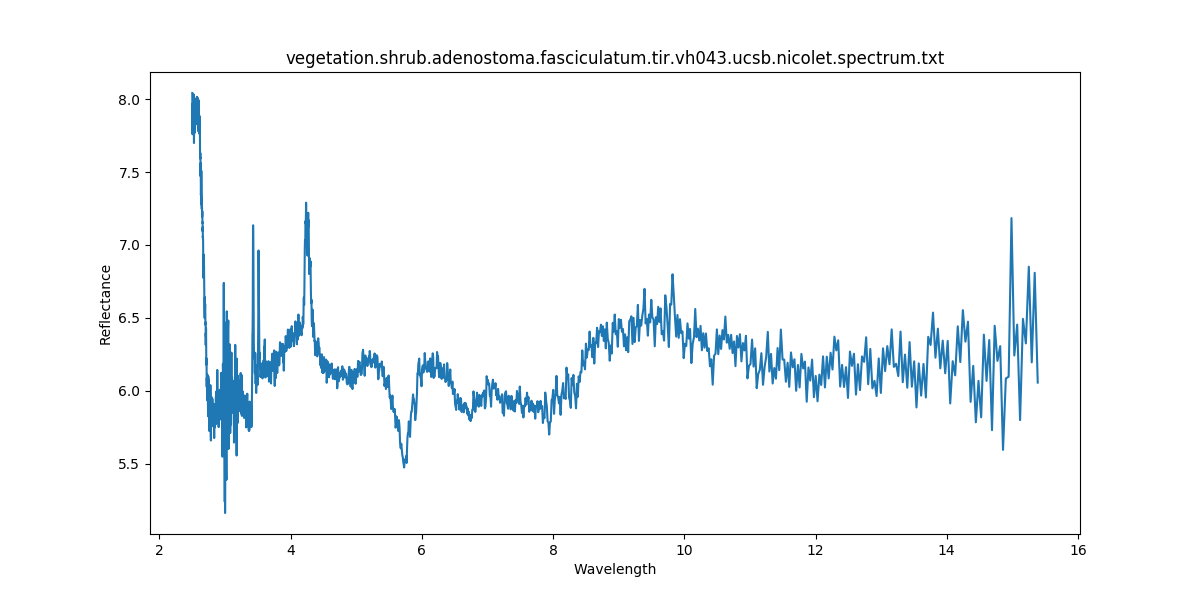 vegetation.shrub.adenostoma.fasciculatum.tir.vh043.ucsb.nicolet.spectrum.txt
8.0
7.5
7.0
6.5
6.0
5.5
Reflectance
2 4 6 8 10 12 14 16
Wavelength